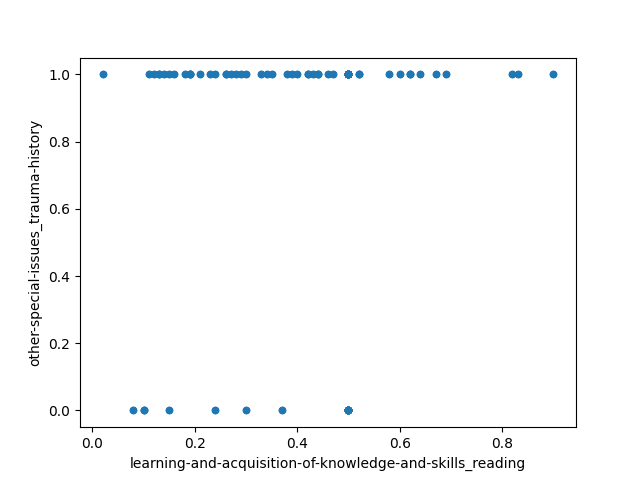 1.0
0.8
0.6
0.4
0.2
0.0
other-special-issues_trauma-history
0.0 0.2 0.4 0.6 0.8
learning-and-acquisition-of-knowledge-and-skills_reading